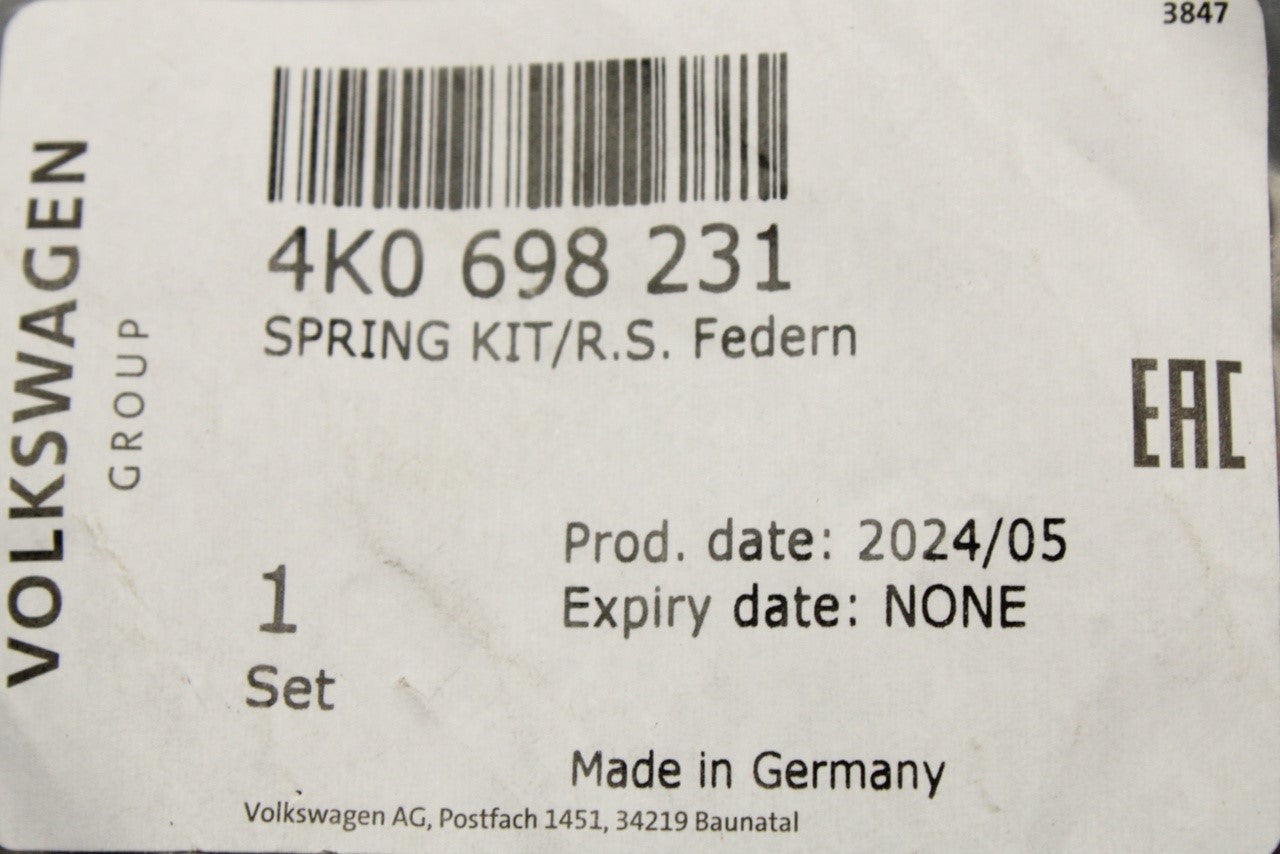 3847
VOLKSWAGEN
GROUP
4K0 698 231
SPRING KIT/R.S. Federn
EAC
Prod. date: 2024/05
Expiry date: NONE
1
Set
Made in Germany
Volkswagen AG, Postfach 1451, 34219 Baunatal